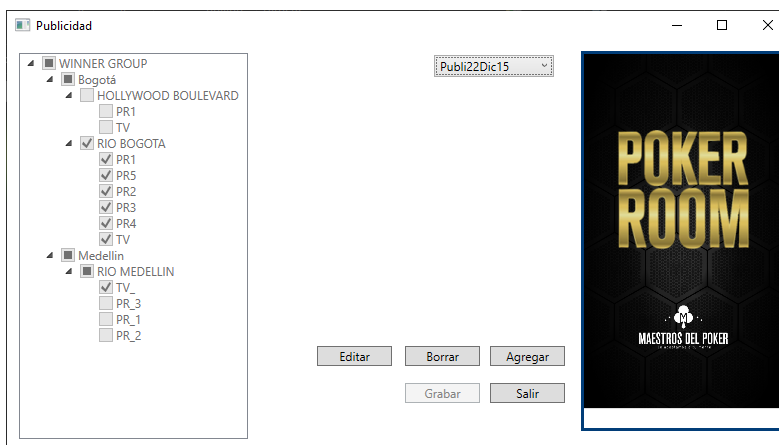 Publicidad
WINNER GROUP
Bogotá
HOLLYWOOD BOULEVARD
PR1
TV
RIO BOGOTA
PR1
PR5
PR2
PR3
PR4
TV
Medellin
RIO MEDELLIN
TV_
PR_3
PR_1
PR_2
Publi22Dic15
Editar
Borrar
Agregar
Grabar
Salir
POKER
ROOM
M
MAESTROS DEL POKER